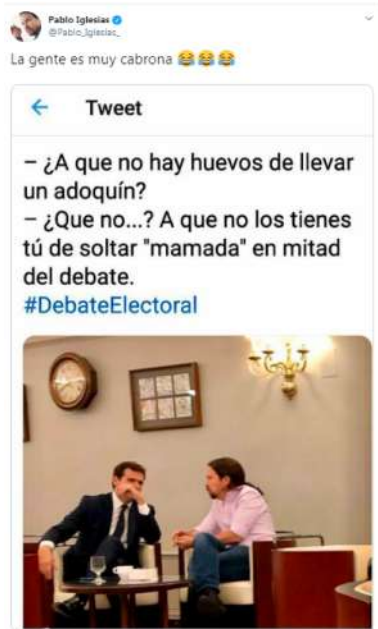 Pablo Iglesias
@Pablo_Iglesias_
La gente es muy cabrona 😂😂😂
← Tweet
– ¿A que no hay huevos de llevar
un adoquín?
– ¿Que no...? A que no los tienes
tú de soltar "mamada" en mitad
del debate.
#DebateElectoral